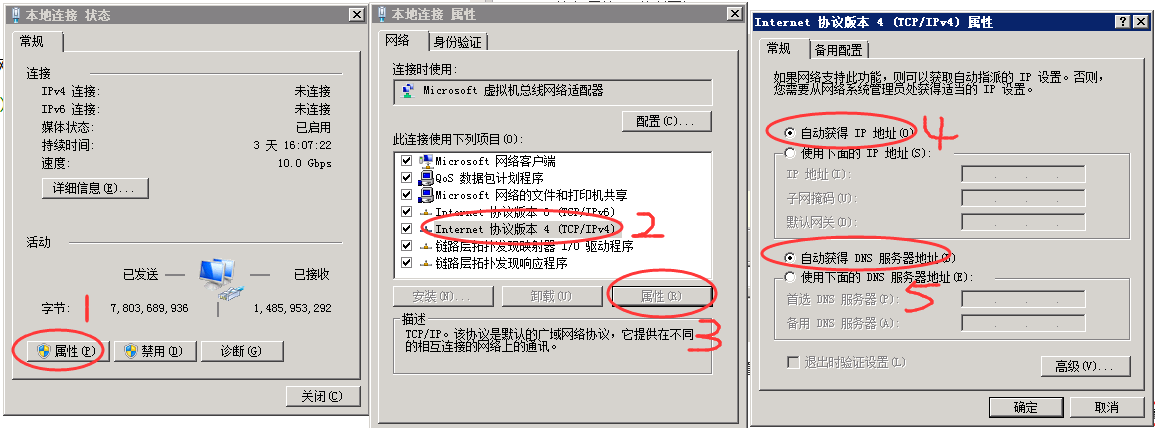 本地连接 状态
常规
连接
IPv4 连接: 未连接
IPv6 连接: 未连接
媒体状态: 已启用
持续时间: 3 天 16:07:22
速度: 10.0 Gbps
详细信息(E)...
活动
已发送 —— —— 已接收
字节: 7,803,689,936 1,485,953,292
1
属性(P) 禁用(D) 诊断(G)
关闭(C)
本地连接 属性
网络 身份验证
连接时使用:
Microsoft 虚拟机总线网络适配器
配置(C)...
此连接使用下列项目(O):
Microsoft 网络客户端
QoS 数据包计划程序
Microsoft 网络的文件和打印机共享
Internet 协议版本 6 (TCP/IPv6)
Internet 协议版本 4 (TCP/IPv4)
2
链路层拓扑发现映射器 I/O 驱动程序
链路层拓扑发现响应程序
安装(N)... 卸载(U) 属性(R)
3
描述
TCP/IP。该协议是默认的广域网络协议，它提供在不同
的相互连接的网络上的通讯。
Internet 协议版本 4 (TCP/IPv4) 属性
常规 备用配置
如果网络支持此功能，则可以获取自动指派的 IP 设置。否则，
您需要从网络系统管理员处获得适当的 IP 设置。
自动获得 IP 地址(O) 4
使用下面的 IP 地址(S):
IP 地址(I):
子网掩码(U):
默认网关(D):
自动获得 DNS 服务器地址(B)
使用下面的 DNS 服务器地址(E):
5
首选 DNS 服务器(P):
备用 DNS 服务器(A):
退出时验证设置(L)
高级(V)...
确定 取消